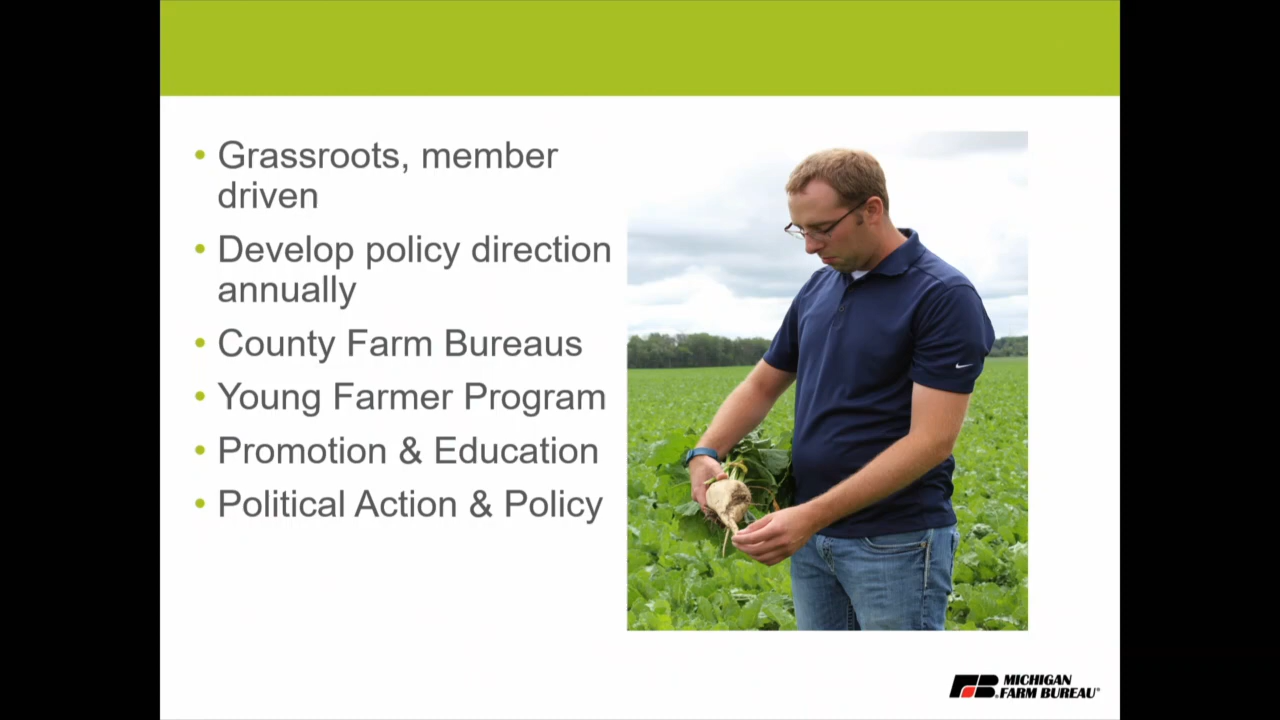 • Grassroots, member
driven
• Develop policy direction
annually
• County Farm Bureaus
• Young Farmer Program
• Promotion & Education
• Political Action & Policy
FB MICHIGAN
FARM BUREAU®